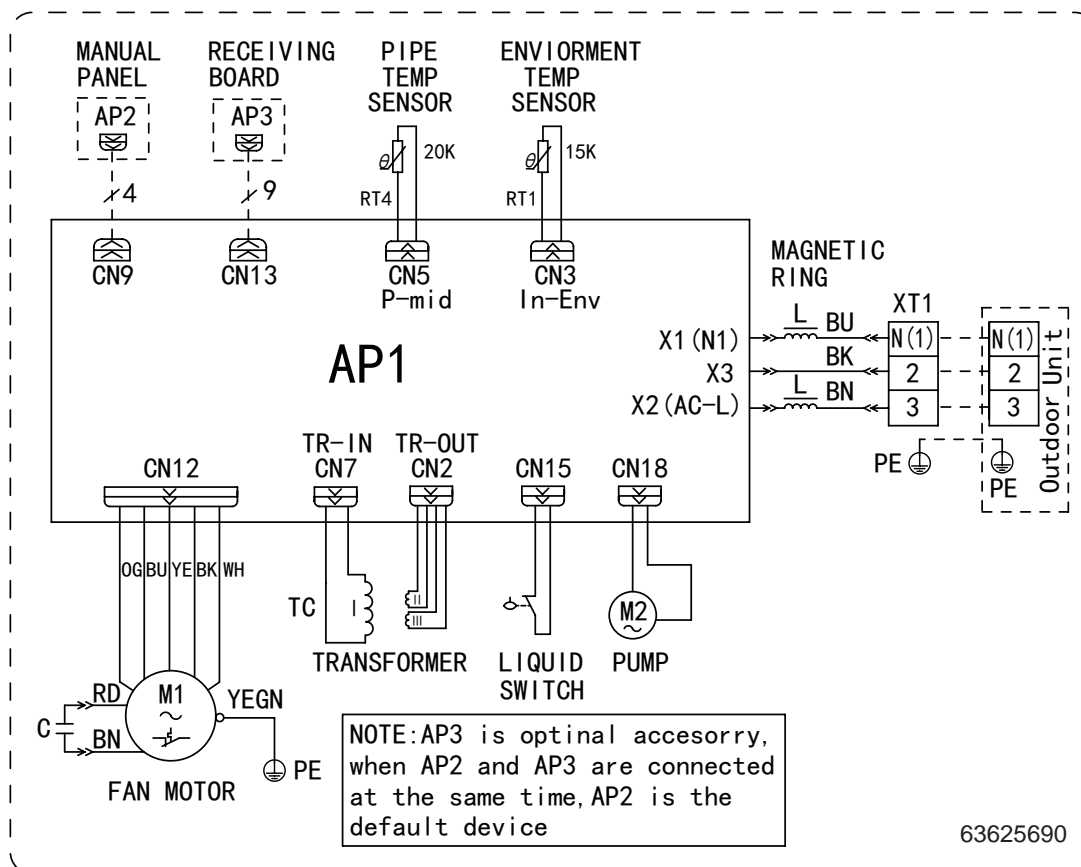 MANUAL PANEL
RECEIVING BOARD
PIPE TEMP SENSOR
ENVIORMENT TEMP SENSOR
AP2
AP3
θ
20K
θ
15K
4
9
RT4
RT1
CN9
CN13
CN5
P-mid
CN3
In-Env
MAGNETIC RING
XT1
AP1
X1(N1)
L
BU
N(1)
N(1)
X3
BK
2
2
X2(AC-L)
L
BN
3
3
Outdoor Unit
PE
PE
CN12
TR-IN
CN7
TR-OUT
CN2
CN15
CN18
OG
BU
YE
BK
WH
TC
I
II
III
M2
~
TRANSFORMER
LIQUID SWITCH
PUMP
C
RD
BN
M1
~
YEGN
PE
FAN MOTOR
NOTE:AP3 is optinal accesorry,
when AP2 and AP3 are connected
at the same time,AP2 is the
default device
63625690